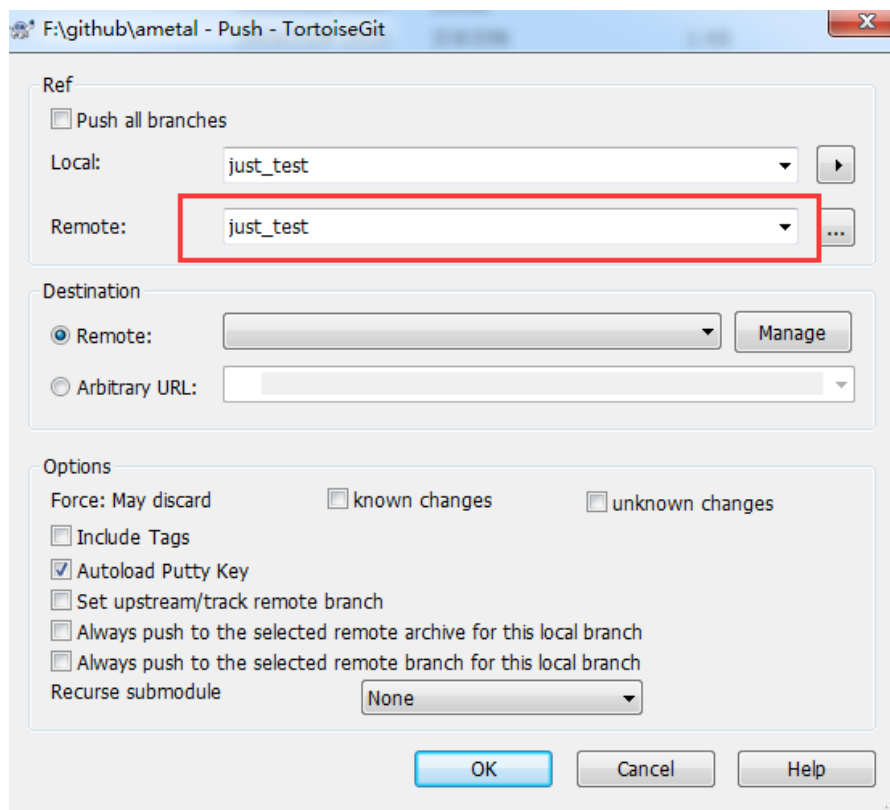 F:\github\ametal - Push - TortoiseGit
Ref
Push all branches
Local: just_test
Remote: just_test ...
Destination
Remote: Manage
Arbitrary URL:
Options
Force: May discard known changes unknown changes
Include Tags
Autoload Putty Key
Set upstream/track remote branch
Always push to the selected remote archive for this local branch
Always push to the selected remote branch for this local branch
Recurse submodule None
OK Cancel Help